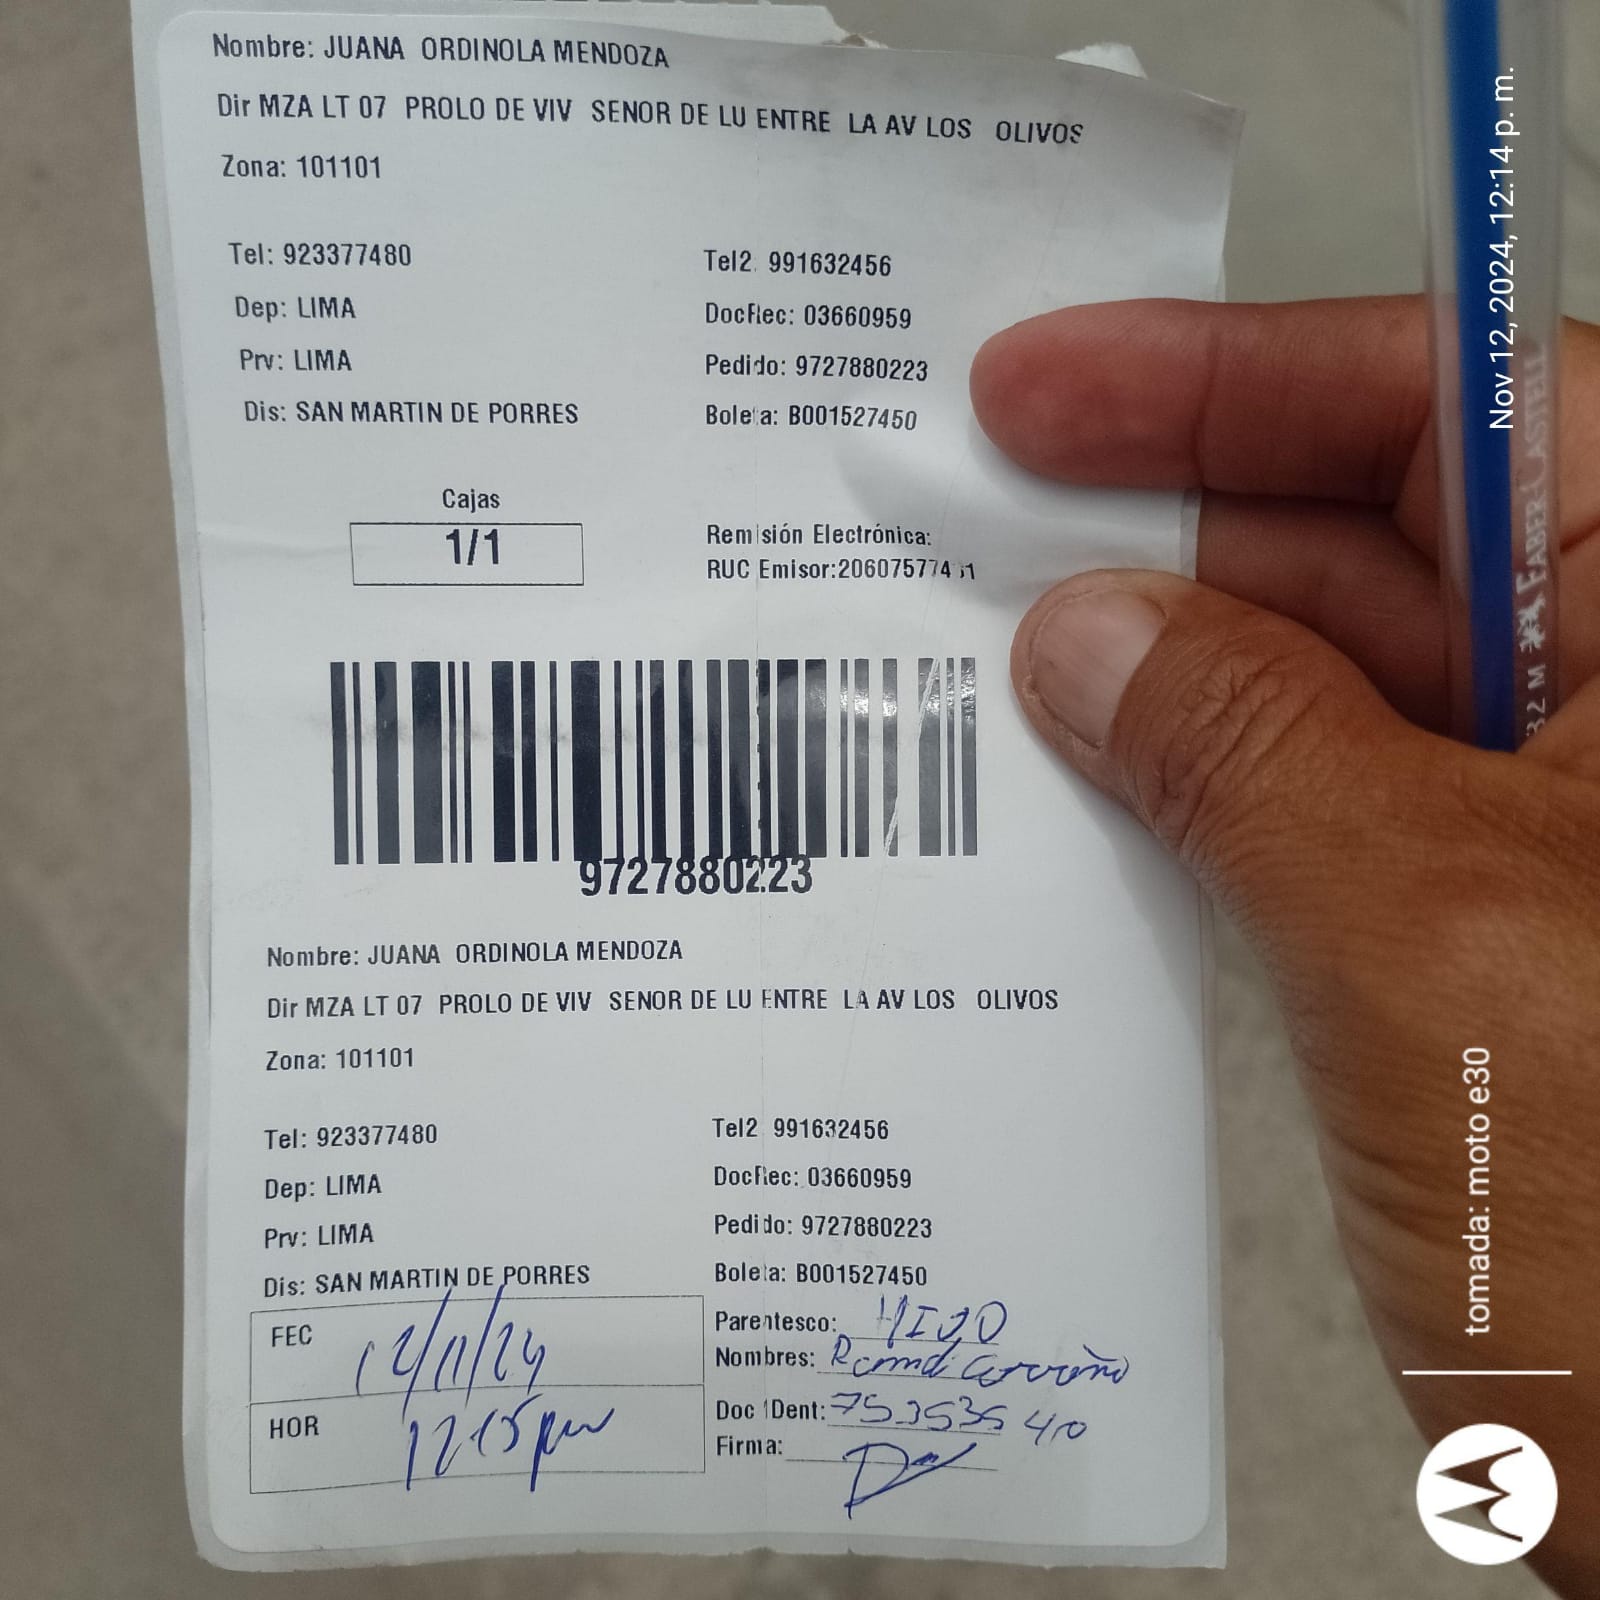 Nombre: JUANA ORDINOLA MENDOZA
Dir MZA LT 07 PROLO DE VIV SENOR DE LU ENTRE LA AV LOS OLIVOS
Zona: 101101
Tel: 923377480 Tel2 991632456
Dep: LIMA DocRec: 03660959
Prv: LIMA Pedido: 9727880223
Dis: SAN MARTIN DE PORRES Boleta: B001527450
Cajas
1/1
Remisión Electrónica:
RUC Emisor:
9727880223
Nombre: JUANA ORDINOLA MENDOZA
Dir MZA LT 07 PROLO DE VIV SENOR DE LU ENTRE LA AV LOS OLIVOS
Zona: 101101
Tel: 923377480 Tel2 991632456
Dep: LIMA DocRec: 03660959
Prv: LIMA Pedido: 9727880223
Dis: SAN MARTIN DE PORRES Boleta: B001527450
FEC 12/11/24
HOR 12:15 pm
Parentesco: HIJO
Nombres:
Doc IDent: 75353540
Firma:
Nov 12, 2024, 12:14 p. m.
FABER-CASTELL
32 M
tomada: moto e30